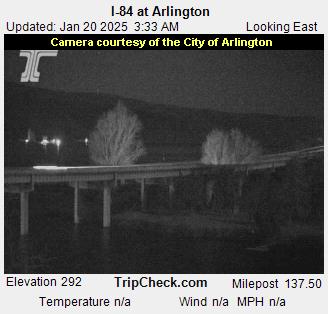 I-84 at Arlington
Updated: Jan 20 2025 3:33 AM Looking East
Camera courtesy of the City of Arlington
Elevation 292 TripCheck.com Milepost 137.50
Temperature n/a Wind n/a MPH n/a